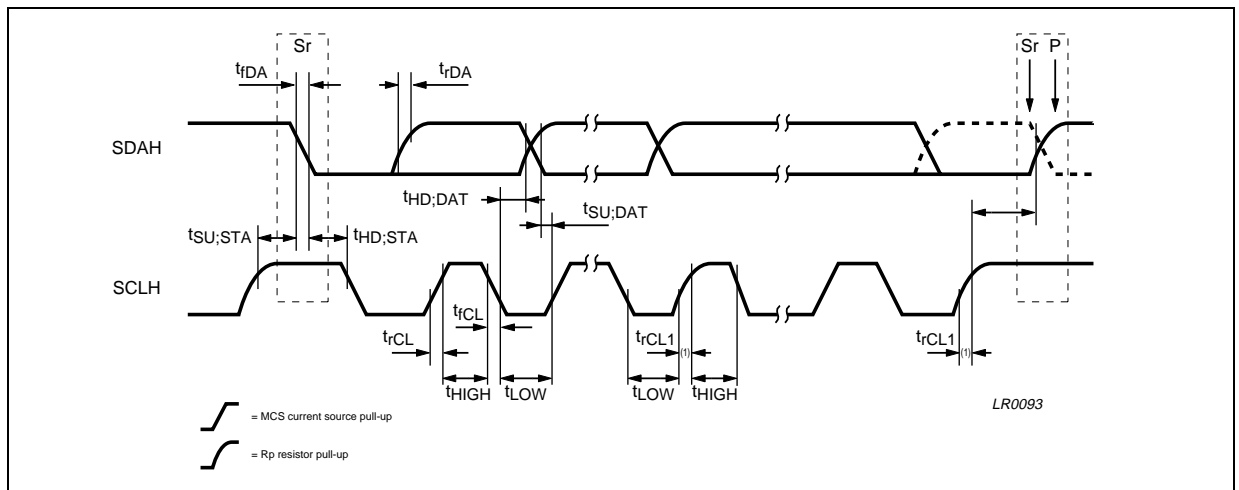 Sr
Sr P
tfDA
trDA
SDAH
tHD;DAT
tSU;DAT
tSU;STA
tHD;STA
SCLH
tfCL
trCL
trCL1
(1)
trCL1
(1)
tHIGH
tLOW
tLOW
tHIGH
LR0093
= MCS current source pull-up
= Rp resistor pull-up